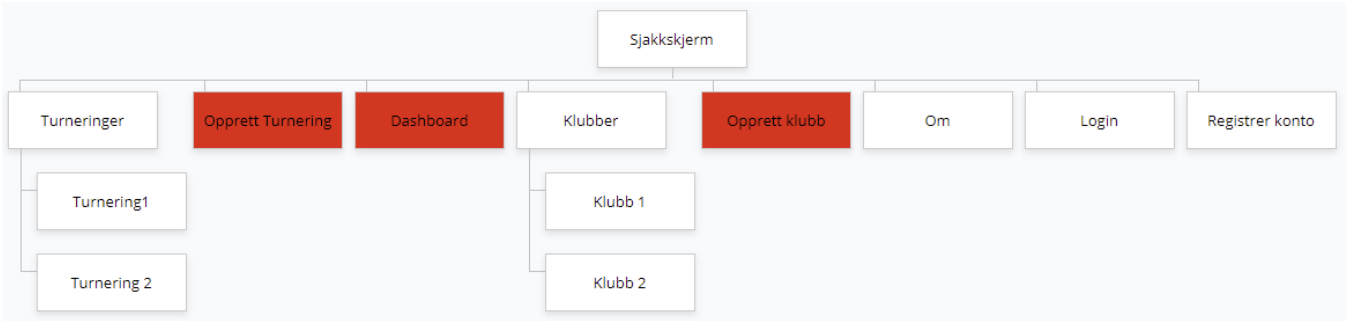 Sjakkskjerm
Turneringer
Opprett Turnering
Dashboard
Klubber
Opprett klubb
Om
Login
Registrer konto
Turnering1
Klubb 1
Turnering 2
Klubb 2